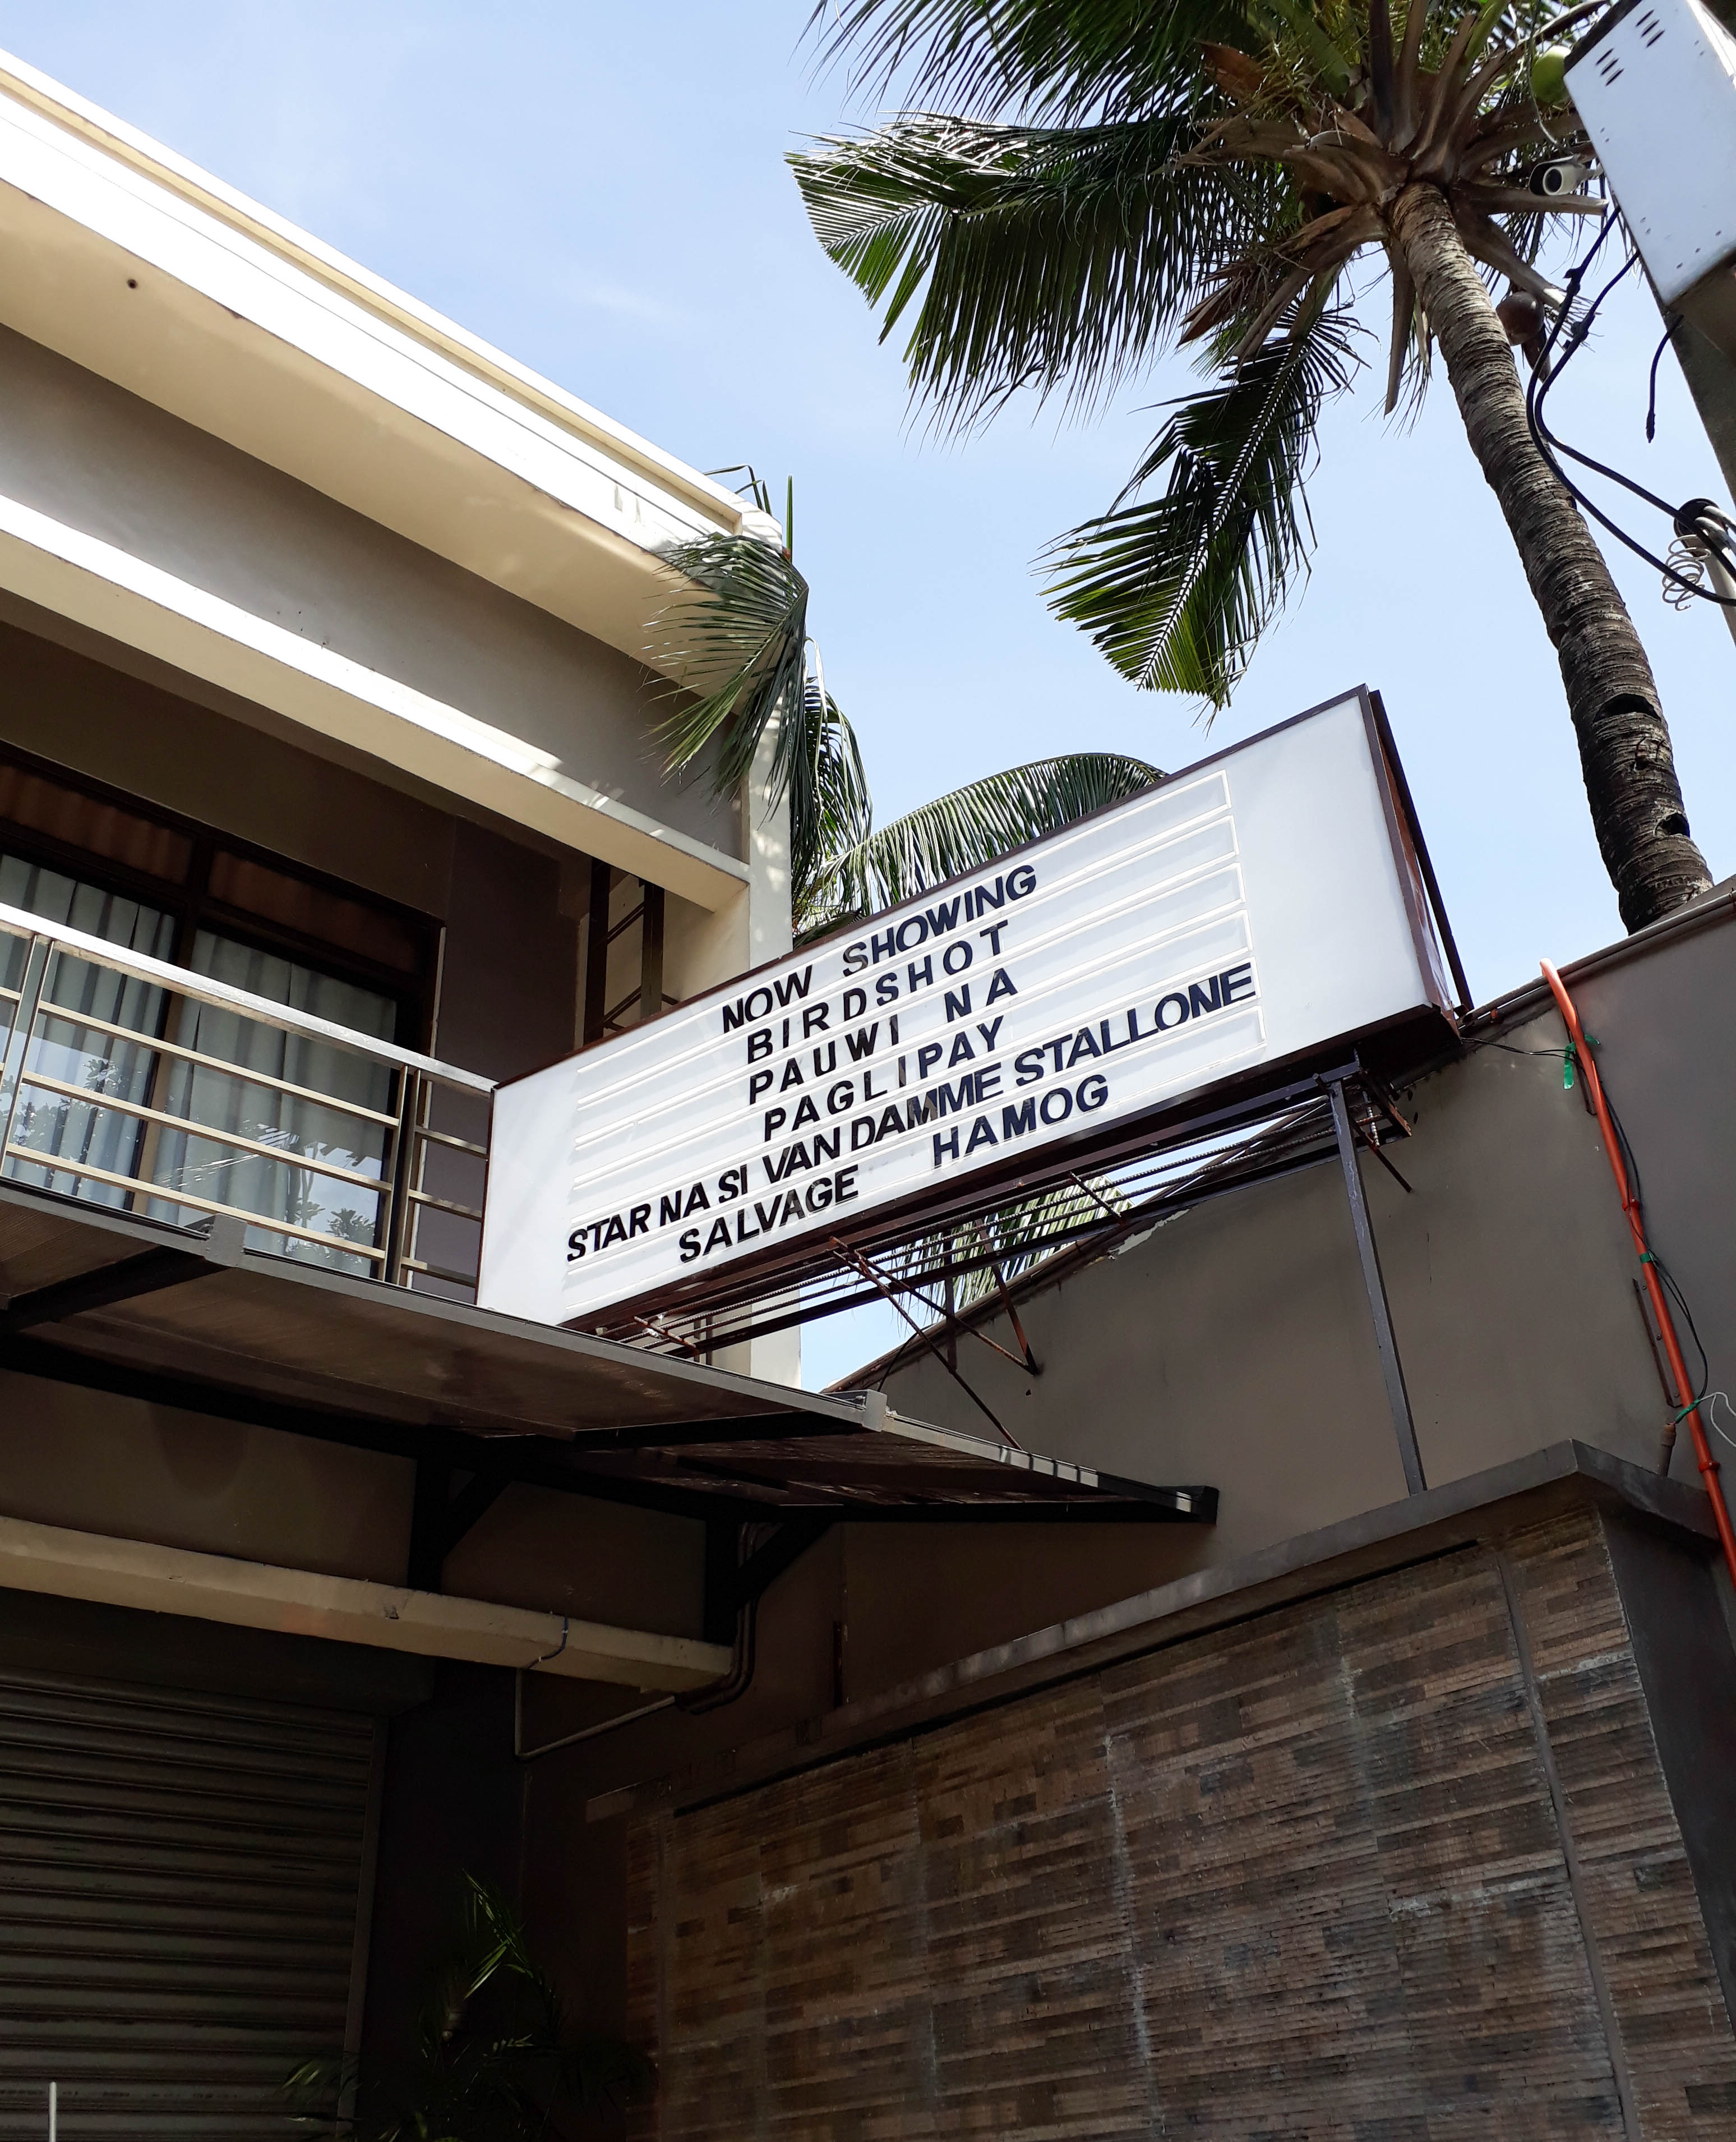 NOW SHOWING
BIRDSHOT
PAUWI NA
PAGLIPAY
STAR NA SI VAN DAMME STALLONE
SALVAGE HAMOG